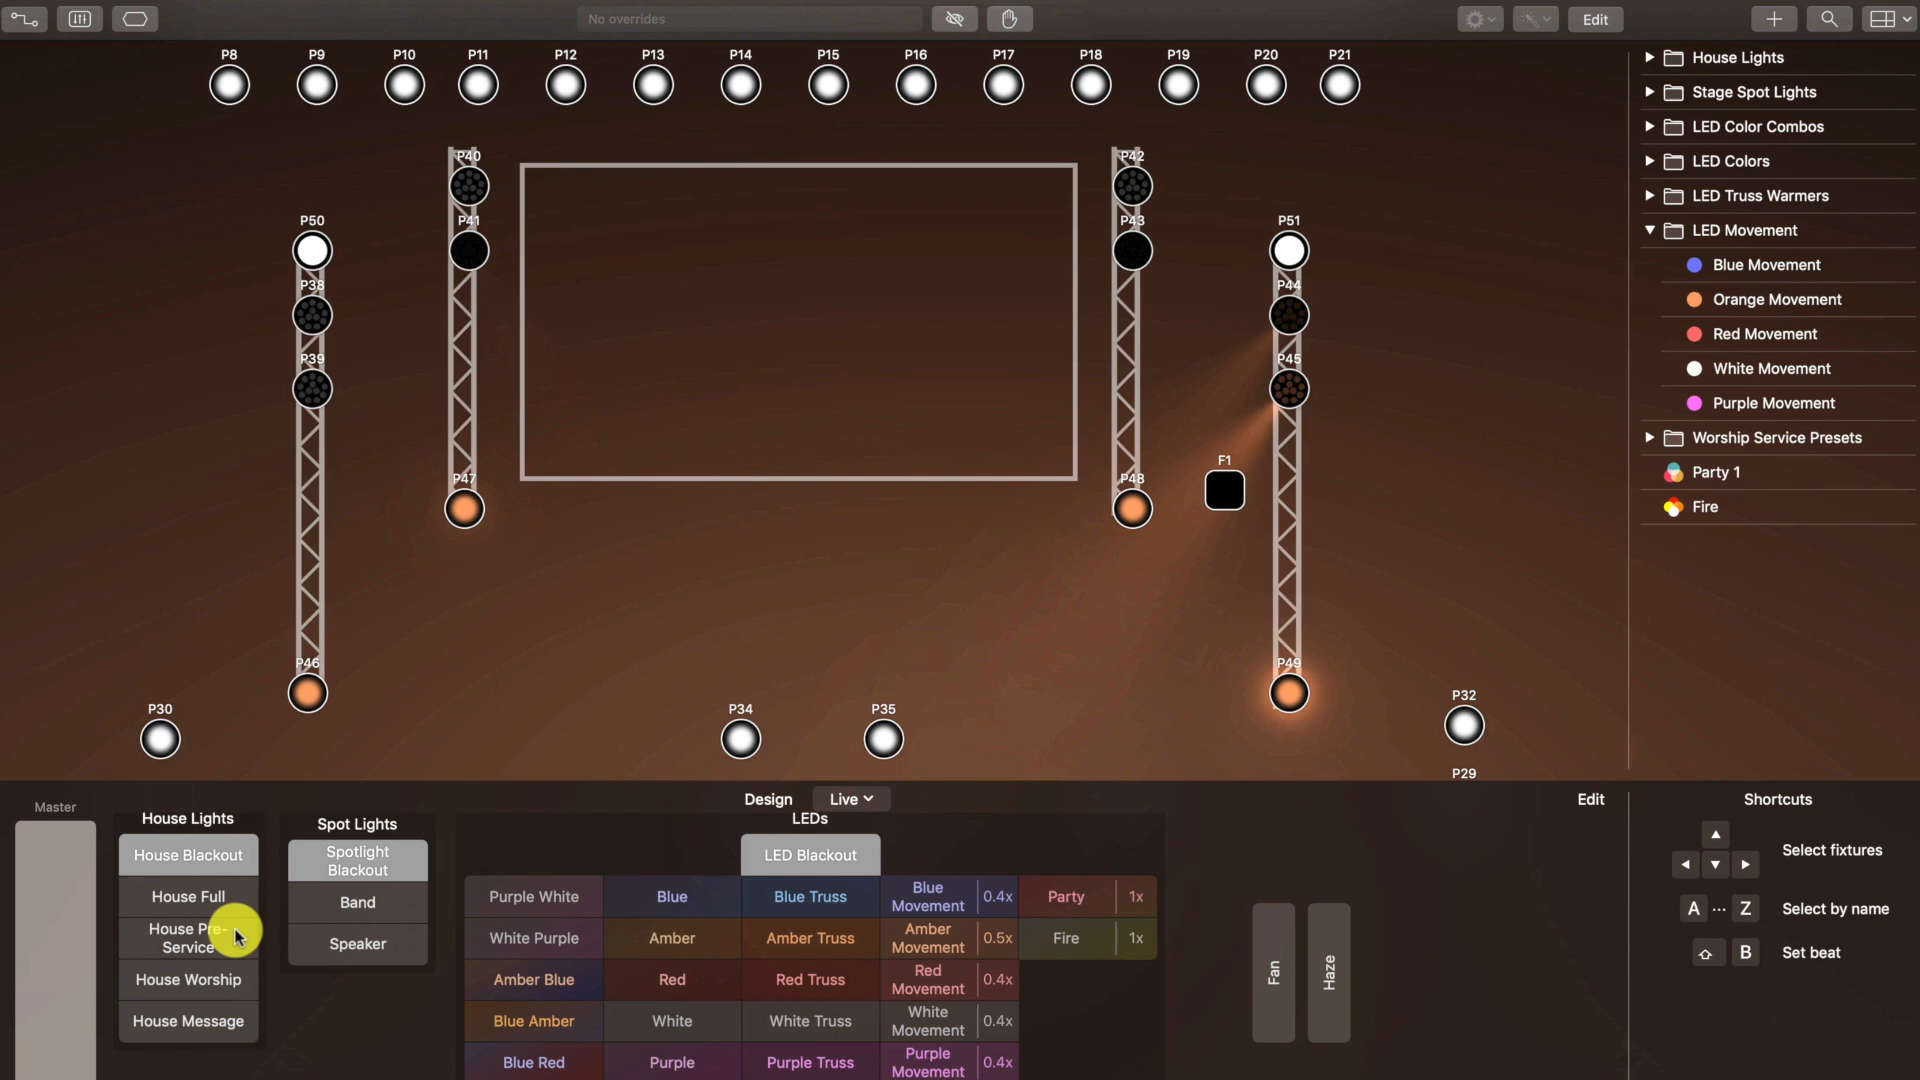 No overrides
Edit
P8
P9
P10
P11
P12
P13
P14
P15
P16
P17
P18
P19
P20
P21
P40
P42
P50
P41
P43
P51
P38
P44
P39
P45
F1
P47
P48
P46
P49
P30
P34
P35
P32
P29
House Lights
Stage Spot Lights
LED Color Combos
LED Colors
LED Truss Warmers
LED Movement
Blue Movement
Orange Movement
Red Movement
White Movement
Purple Movement
Worship Service Presets
Party 1
Fire
Design
Live
Edit
Master
House Lights
House Blackout
House Full
House Pre-
Service
House Worship
House Message
Spot Lights
Spotlight
Blackout
Band
Speaker
LEDs
LED Blackout
Purple White
Blue
Blue Truss
Blue
Movement
0.4x
Party
1x
White Purple
Amber
Amber Truss
Amber
Movement
0.5x
Fire
1x
Amber Blue
Red
Red Truss
Red
Movement
0.4x
Blue Amber
White
White Truss
White
Movement
0.4x
Blue Red
Purple
Purple Truss
Purple
Movement
0.4x
Fan
Haze
Shortcuts
Select fixtures
A ··· Z
Select by name
B
Set beat